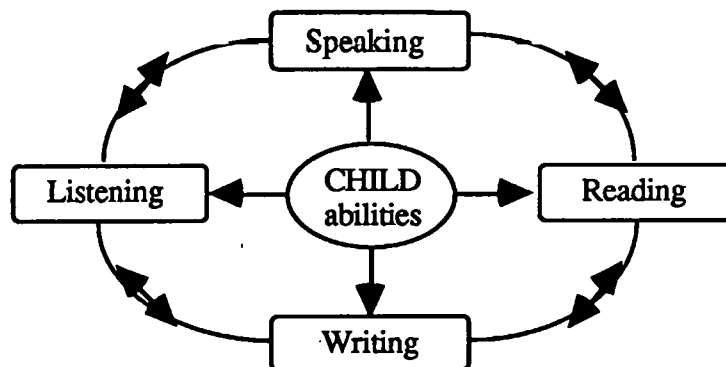 Speaking
Listening
CHILD
abilities
Reading
Writing